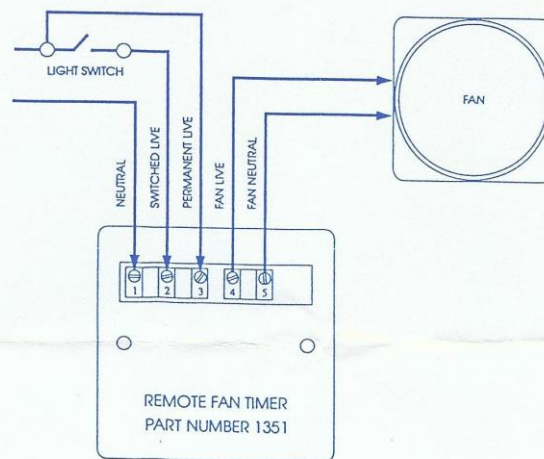 LIGHT SWITCH
FAN
NEUTRAL
SWITCHED LIVE
PERMANENT LIVE
FAN LIVE
FAN NEUTRAL
1
2
3
4
5
REMOTE FAN TIMER
PART NUMBER 1351